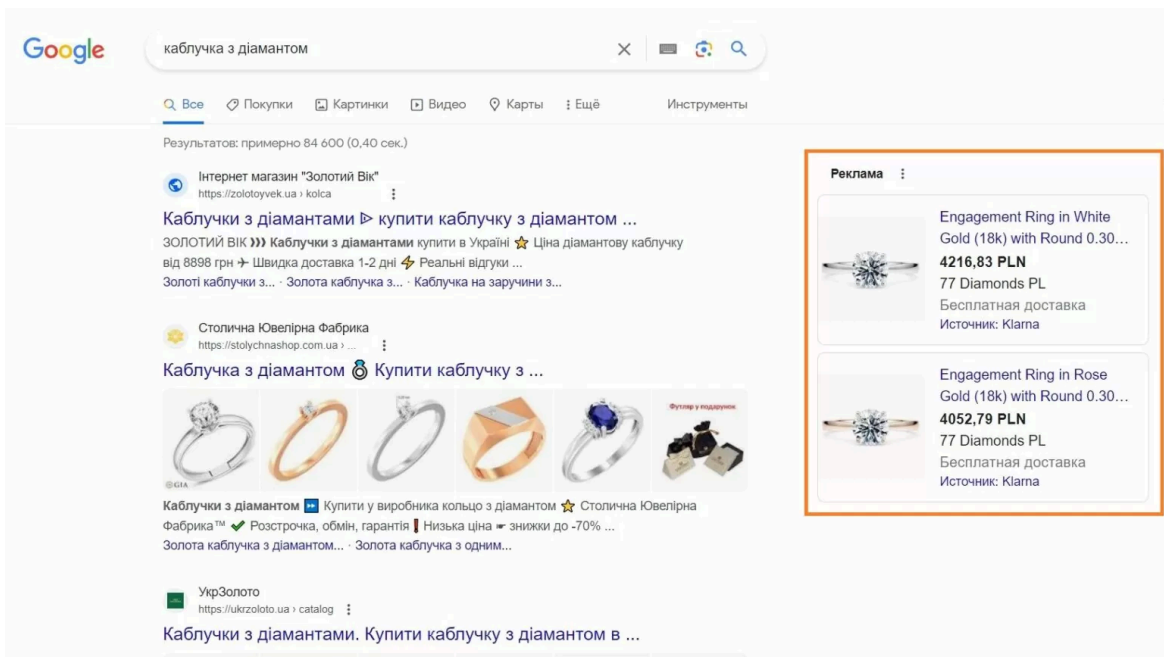 Google
каблучка з діамантом
Все Покупки Картинки Видео Карты Ещё Инструменты
Результатов: примерно 84 600 (0,40 сек.)
Інтернет магазин "Золотий Вік"
https://zolotoyvek.ua › kolca
Каблучки з діамантами ᐉ купити каблучку з діамантом ...
ЗОЛОТИЙ ВІК ❱❱❱ Каблучки з діамантами купити в Україні ⭐ Ціна діамантову каблучку
від 8898 грн ✈ Швидка доставка 1-2 дні ⚡ Реальні відгуки ...
Золоті каблучки з... · Золота каблучка з... · Каблучка на заручини з...
Столична Ювелірна Фабрика
https://stolychnashop.com.ua › ...
Каблучка з діамантом 💍 Купити каблучку з ...
GIA
Футляр у подарунок
Каблучки з діамантом ⏩ Купити у виробника кольцо з діамантом ⭐ Столична Ювелірна
Фабрика™ ✔ Розстрочка, обмін, гарантія ❗ Низька ціна ☛ знижки до -70% ...
Золота каблучка з діамантом... · Золота каблучка з одним...
УкрЗолото
https://ukrzoloto.ua › catalog
Каблучки з діамантами. Купити каблучку з діамантом в ...
Реклама
Engagement Ring in White
Gold (18k) with Round 0.30...
4216,83 PLN
77 Diamonds PL
Бесплатная доставка
Источник: Klarna
Engagement Ring in Rose
Gold (18k) with Round 0.30...
4052,79 PLN
77 Diamonds PL
Бесплатная доставка
Источник: Klarna